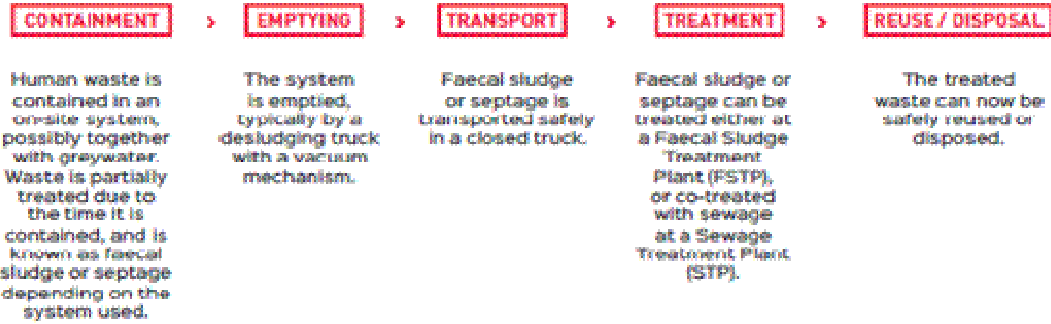 CONTAINMENT > EMPTYING > TRANSPORT > TREATMENT > REUSE / DISPOSAL
Human waste is
contained in an
on-site system,
possibly together
with greywater.
Waste is partially
treated due to
the time it is
contained, and is
known as faecal
sludge or septage
depending on the
system used.
The system
is emptied,
typically by a
desludging truck
with a vacuum
mechanism.
Faecal sludge
or septage is
transported safely
in a closed truck.
Faecal sludge or
septage can be
treated either at
a Faecal Sludge
Treatment
Plant (FSTP),
or co-treated
with sewage
at a Sewage
Treatment Plant
(STP).
The treated
waste can now be
safely reused or
disposed.